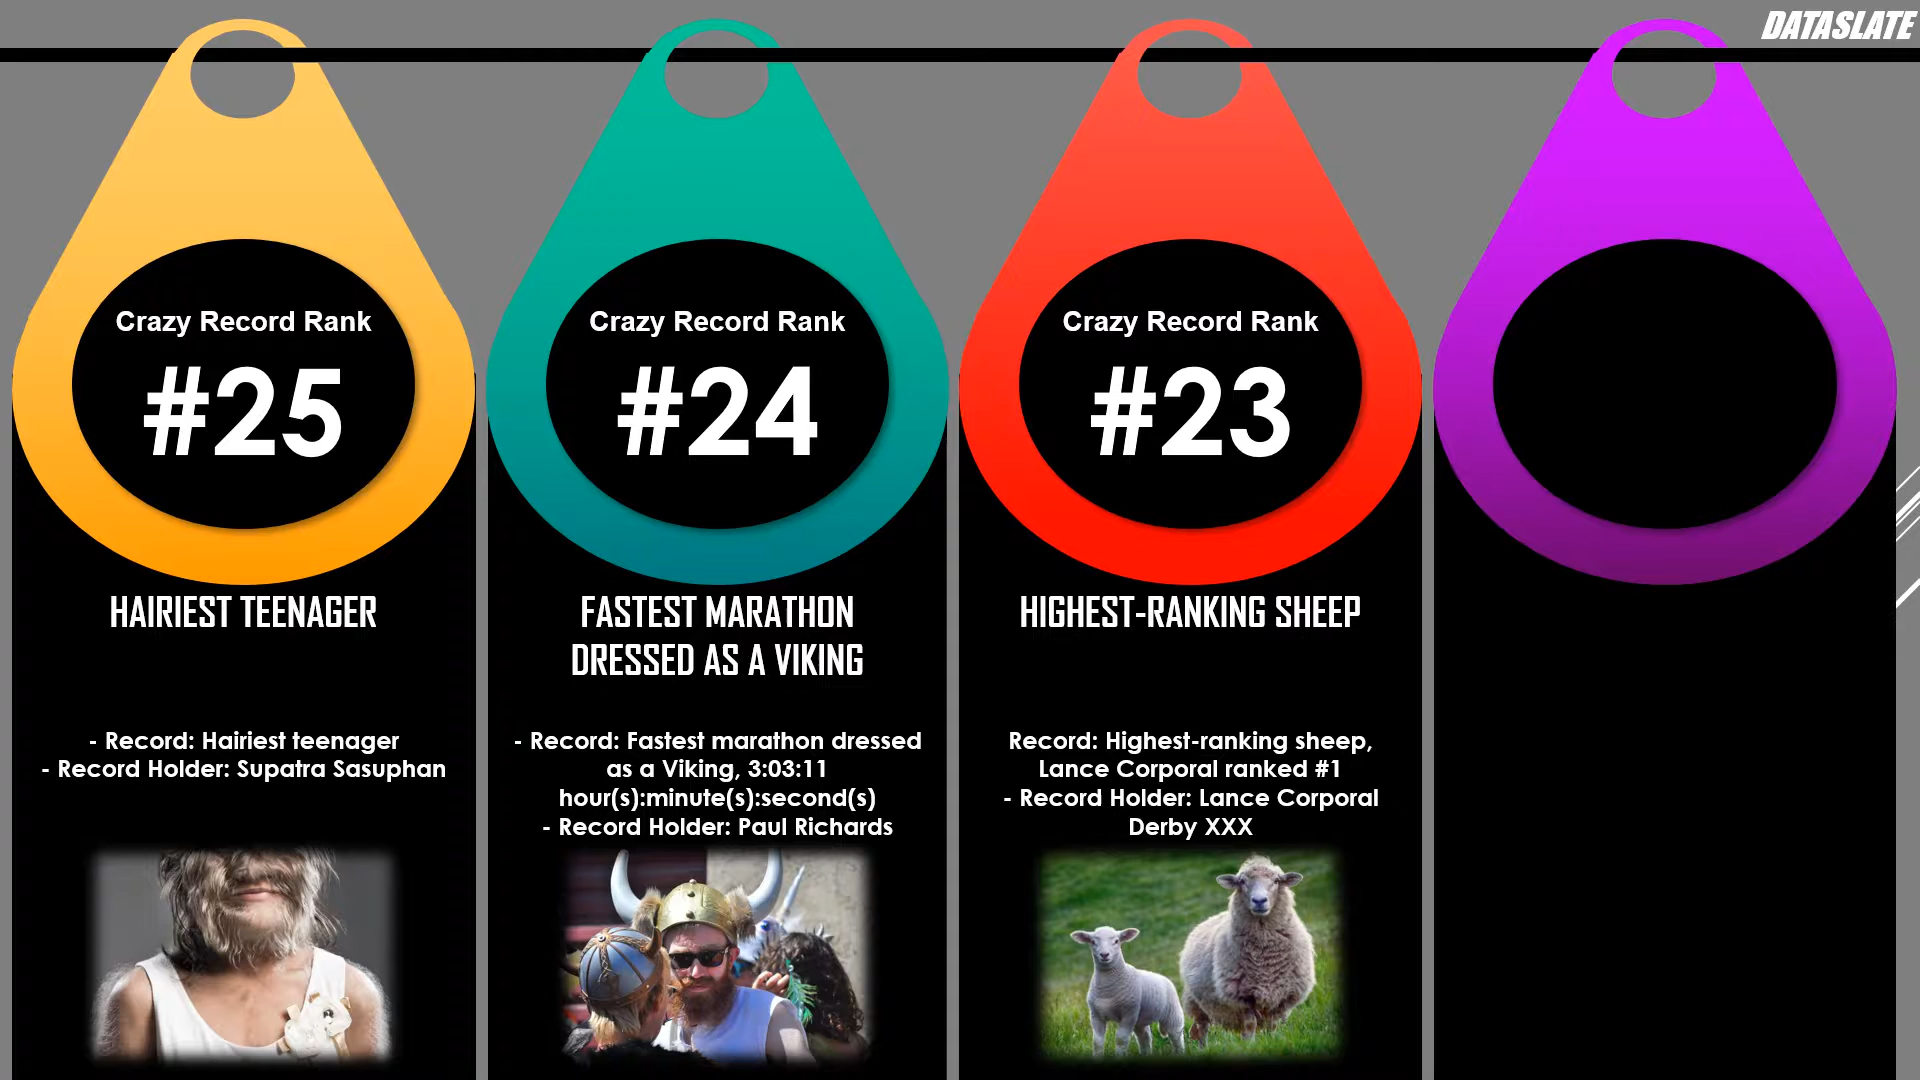 DATASLATE
Crazy Record Rank
#25
HAIRIEST TEENAGER
- Record: Hairiest teenager
- Record Holder: Supatra Sasuphan
Crazy Record Rank
#24
FASTEST MARATHON
DRESSED AS A VIKING
- Record: Fastest marathon dressed
as a Viking, 3:03:11
hour(s):minute(s):second(s)
- Record Holder: Paul Richards
Crazy Record Rank
#23
HIGHEST-RANKING SHEEP
Record: Highest-ranking sheep,
Lance Corporal ranked #1
- Record Holder: Lance Corporal
Derby XXX